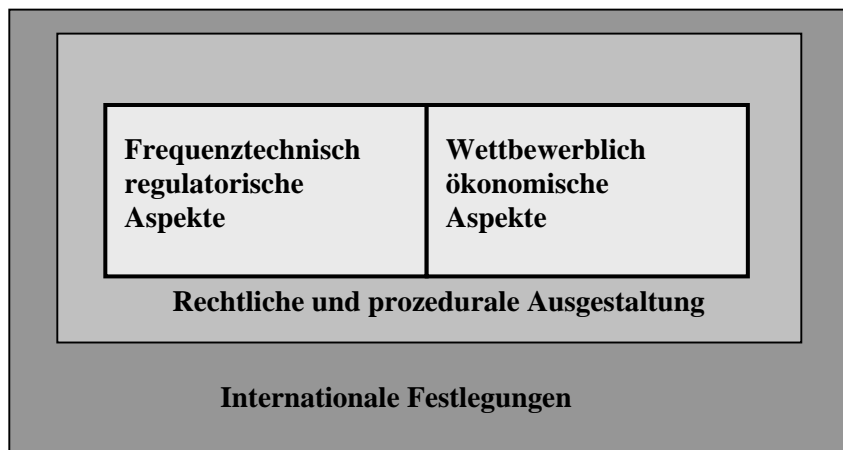 Frequenztechnisch
regulatorische
Aspekte
Wettbewerblich
ökonomische
Aspekte
Rechtliche und prozedurale Ausgestaltung
Internationale Festlegungen